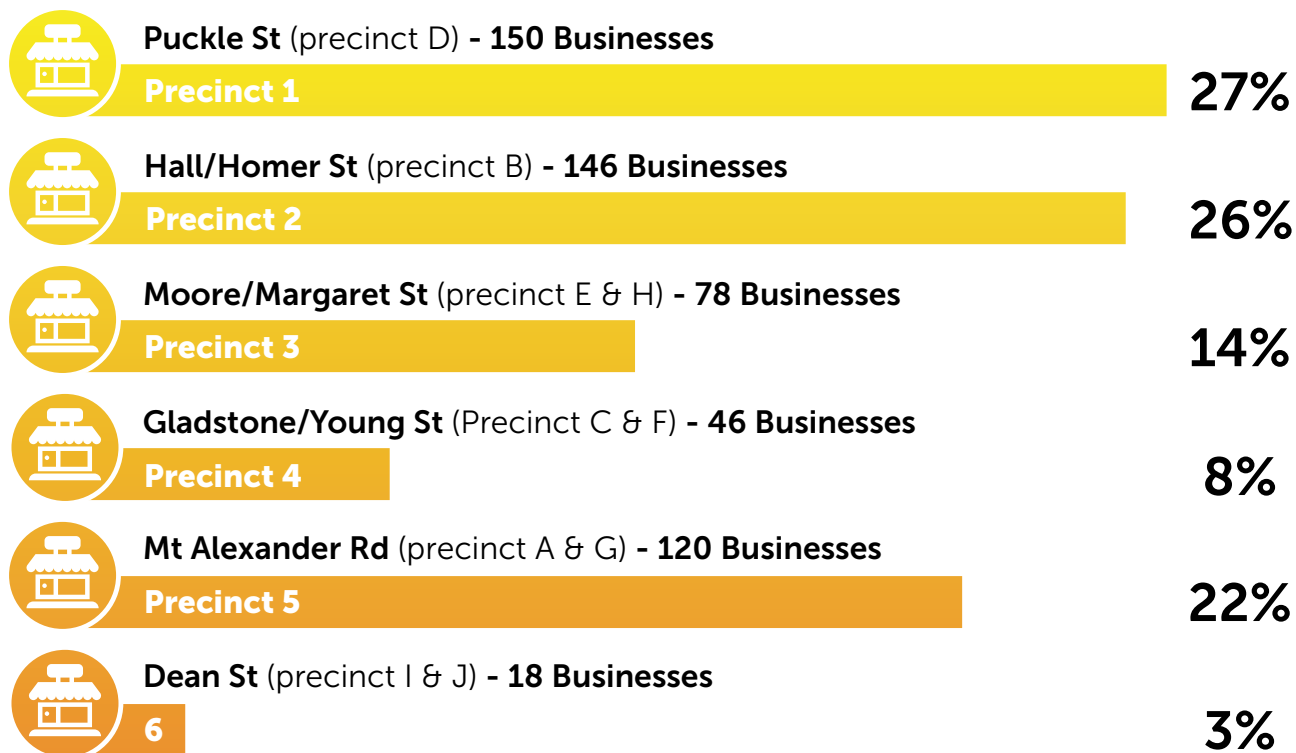 Puckle St (precinct D) - 150 Businesses
Precinct 1
27%
Hall/Homer St (precinct B) - 146 Businesses
Precinct 2
26%
Moore/Margaret St (precinct E & H) - 78 Businesses
Precinct 3
14%
Gladstone/Young St (Precinct C & F) - 46 Businesses
Precinct 4
8%
Mt Alexander Rd (precinct A & G) - 120 Businesses
Precinct 5
22%
Dean St (precinct I & J) - 18 Businesses
6
3%